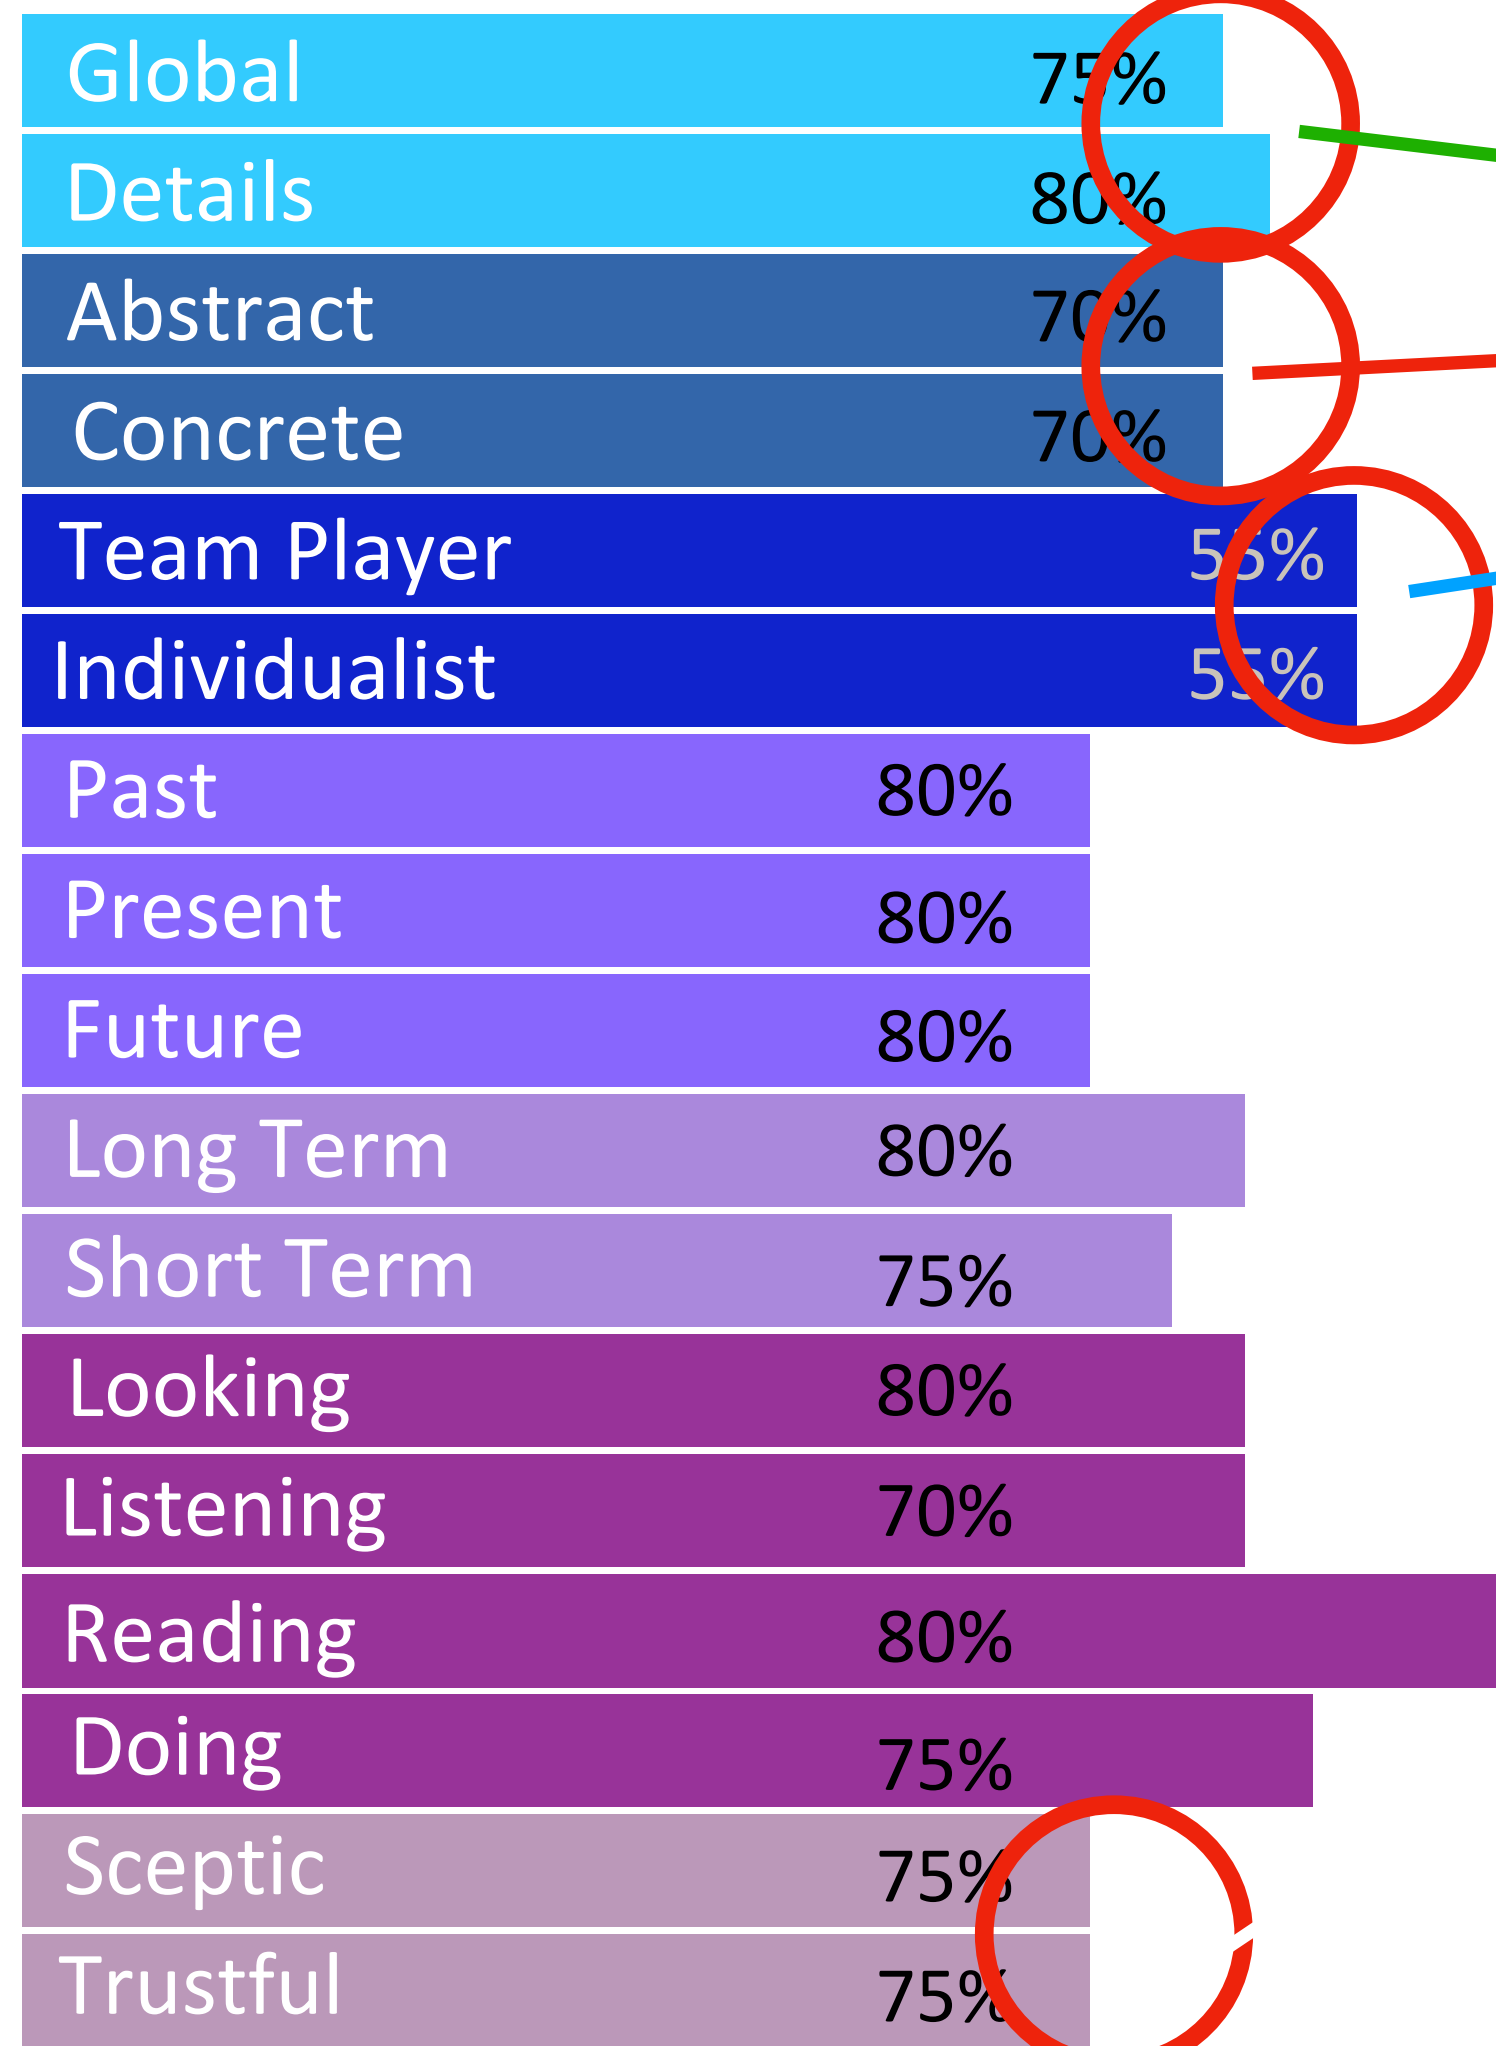 Global 75%
Details 80%
Abstract 70%
Concrete 70%
Team Player 55%
Individualist 55%
Past 80%
Present 80%
Future 80%
Long Term 80%
Short Term 75%
Looking 80%
Listening 70%
Reading 80%
Doing 75%
Sceptic 75%
Trustful 75%